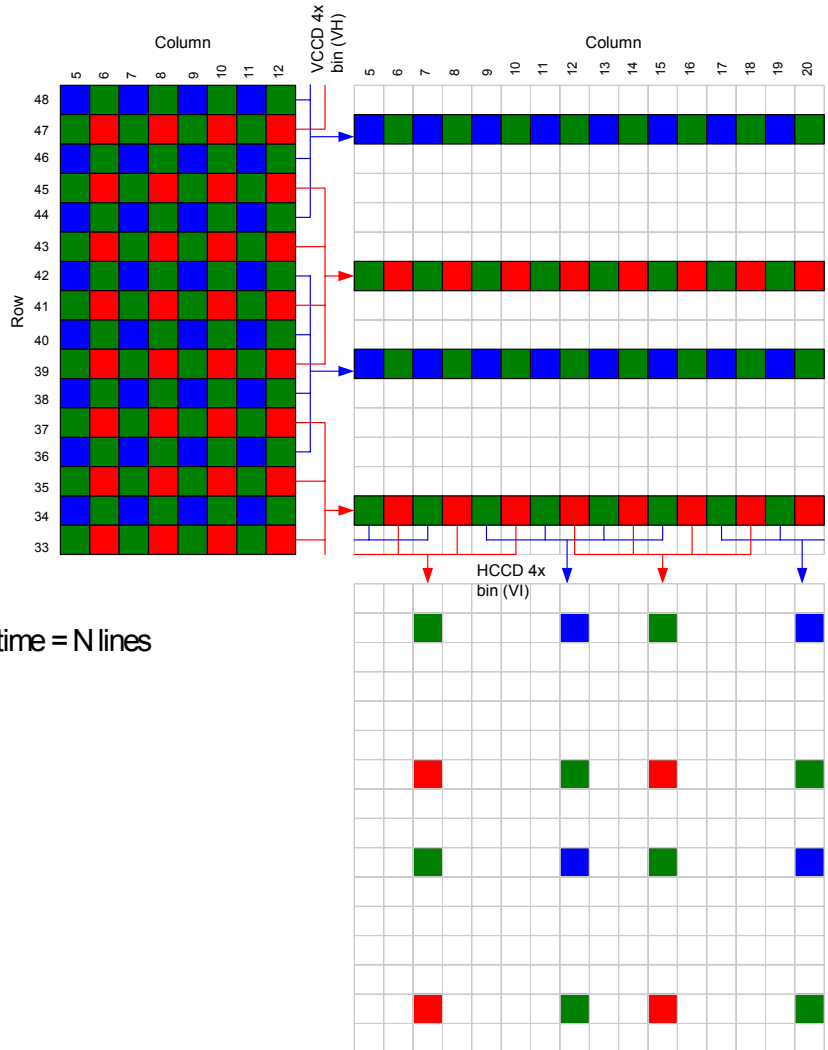 Column
VCCD 4x
bin (VH)
Column
5 6 7 8 9 10 11 12
5 6 7 8 9 10 11 12 13 14 15 16 17 18 19 20
Row
48
47
46
45
44
43
42
41
40
39
38
37
36
35
34
33
HCCD 4x
bin (VI)
time = N lines